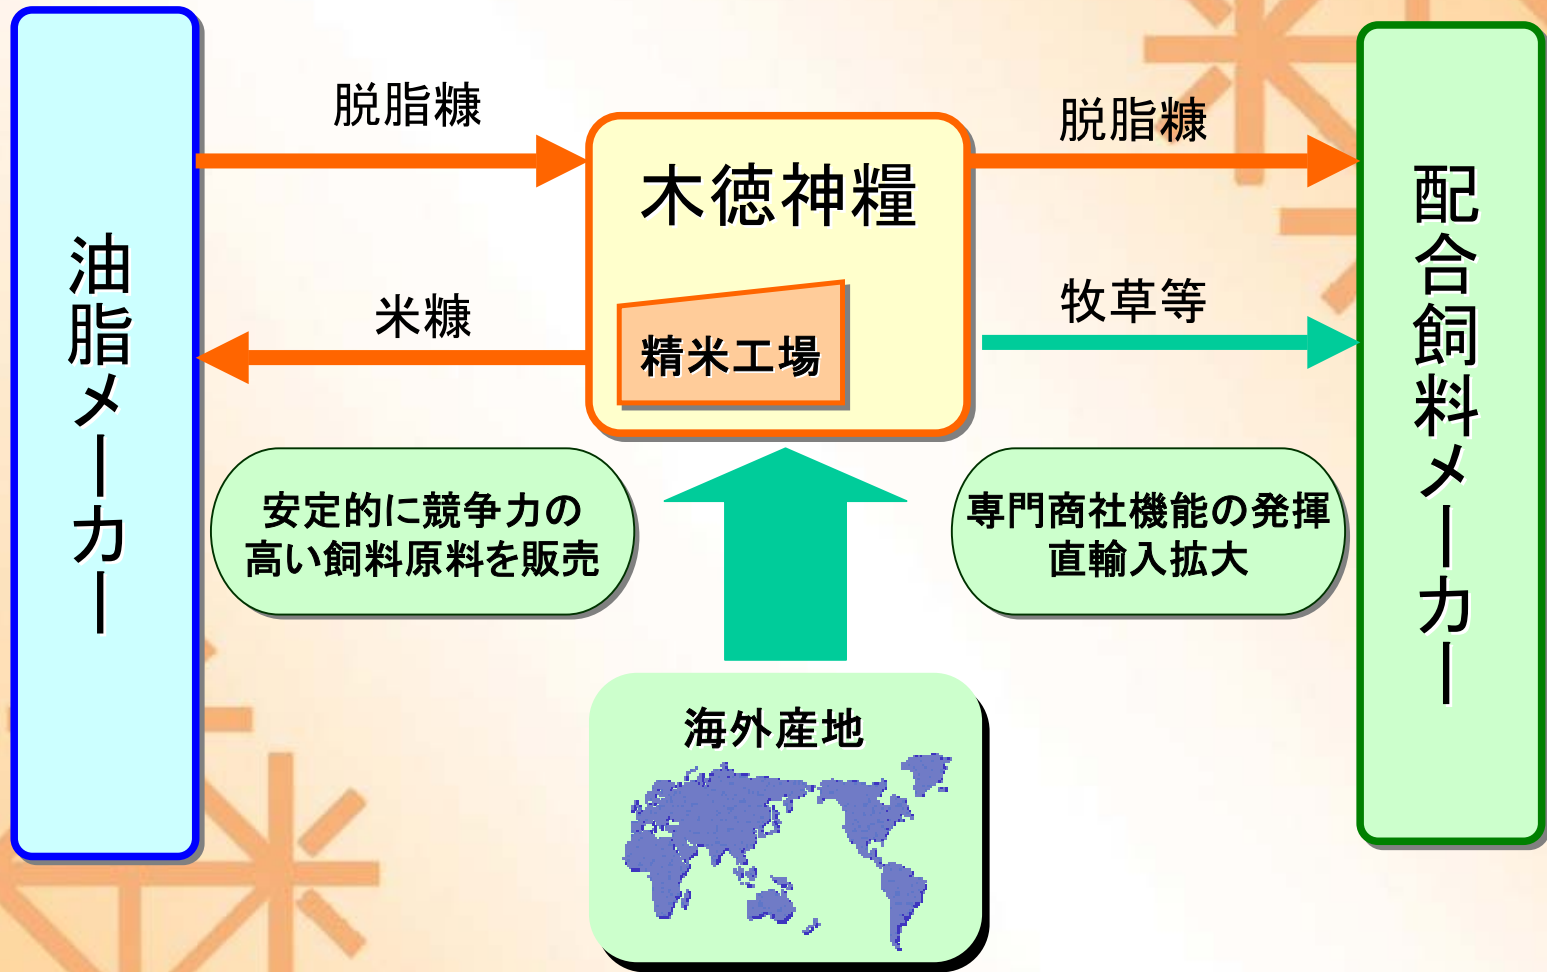 油脂メーカー
脱脂糠
米糠
木徳神糧
精米工場
脱脂糠
牧草等
配合飼料メーカー
安定的に競争力の
高い飼料原料を販売
専門商社機能の発揮
直輸入拡大
海外産地